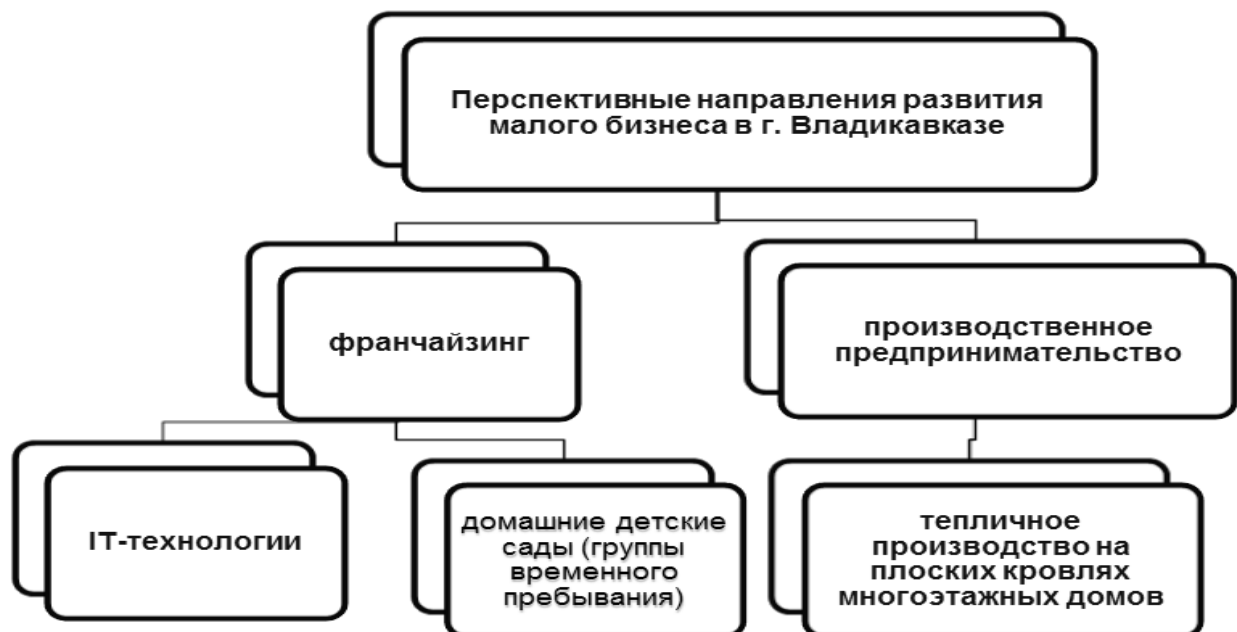 Перспективные направления развития
малого бизнеса в г. Владикавказе
франчайзинг
производственное
предпринимательство
IT-технологии
домашние детские
сады (группы
временного
пребывания)
тепличное
производство на
плоских кровлях
многоэтажных домов